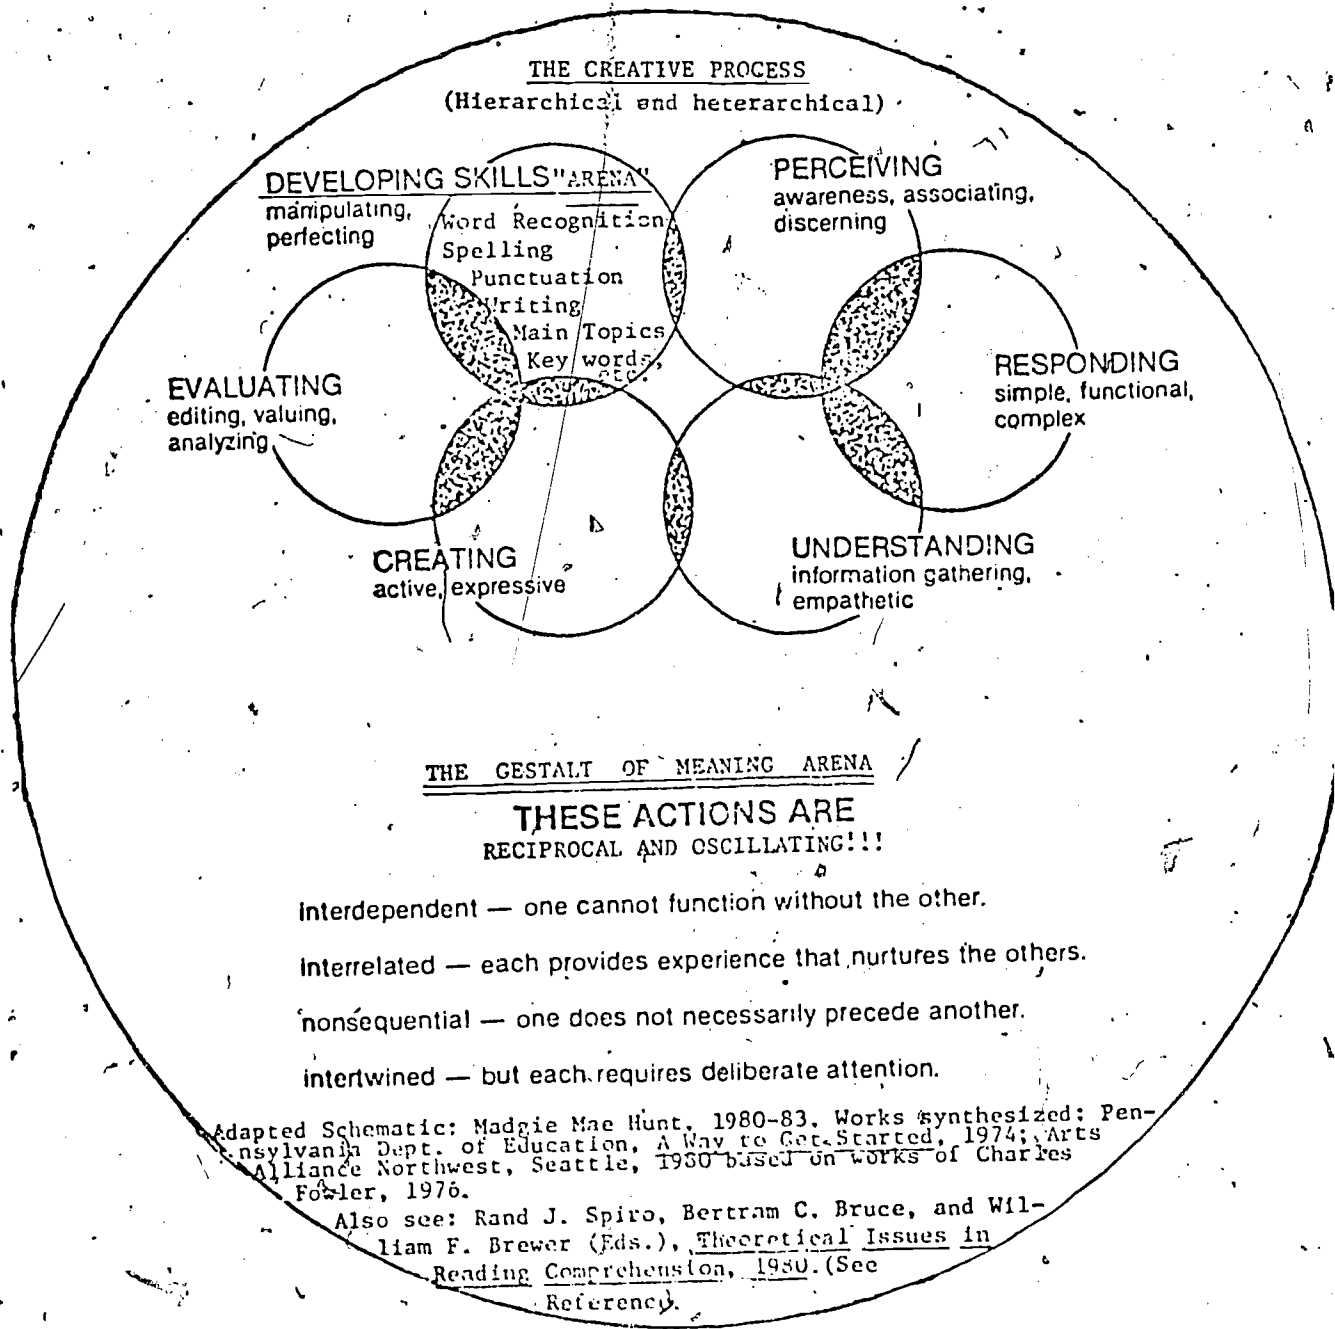 THE CREATIVE PROCESS
(Hierarchical and heterarchical)
DEVELOPING SKILLS "ARENA"
manipulating,
perfecting
Word Recognition
Spelling
Punctuation
Writing
Main Topics
Key words,
etc.,
PERCEIVING
awareness, associating,
discerning
EVALUATING
editing, valuing,
analyzing
RESPONDING
simple, functional,
complex
CREATING
active, expressive
UNDERSTANDING
information gathering,
empathetic
THE GESTALT OF MEANING ARENA
THESE ACTIONS ARE
RECIPROCAL AND OSCILLATING!!!
interdependent — one cannot function without the other.
interrelated — each provides experience that nurtures the others.
nonsequential — one does not necessarily precede another.
intertwined — but each requires deliberate attention.
Adapted Schematic: Madgie Mae Hunt, 1980-83. Works synthesized: Pen-
nsylvania Dept. of Education, A Way to Get Started, 1974; Arts
Alliance Northwest, Seattle, 1980 based on works of Charles
Fowler, 1976.
Also see: Rand J. Spiro, Bertram C. Bruce, and Wil-
liam F. Brewer (Eds.), Theoretical Issues in
Reading Comprehension, 1980. (See
Reference).